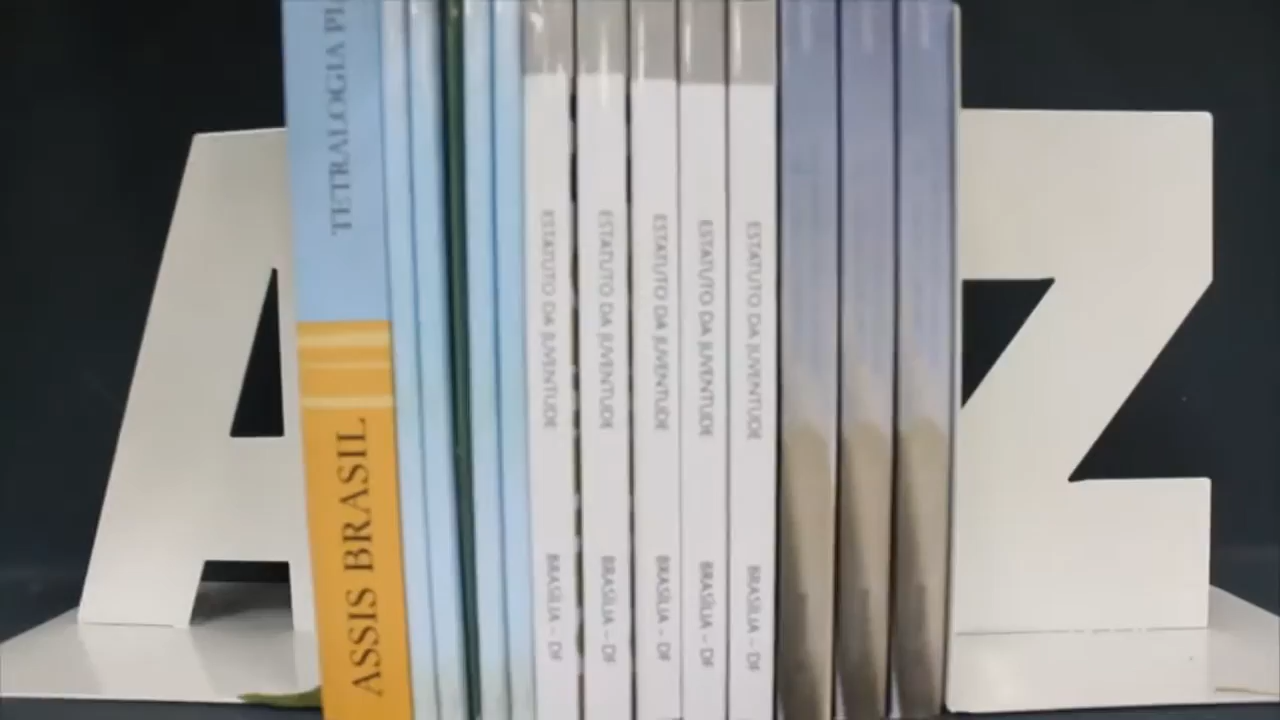 A
TETRALOGIA
ASSIS BRASIL
ESTATUTO DA JUVENTUDE
BRASÍLIA – DF
ESTATUTO DA JUVENTUDE
BRASÍLIA – DF
ESTATUTO DA JUVENTUDE
BRASÍLIA – DF
ESTATUTO DA JUVENTUDE
BRASÍLIA – DF
ESTATUTO DA JUVENTUDE
BRASÍLIA – DF
Z